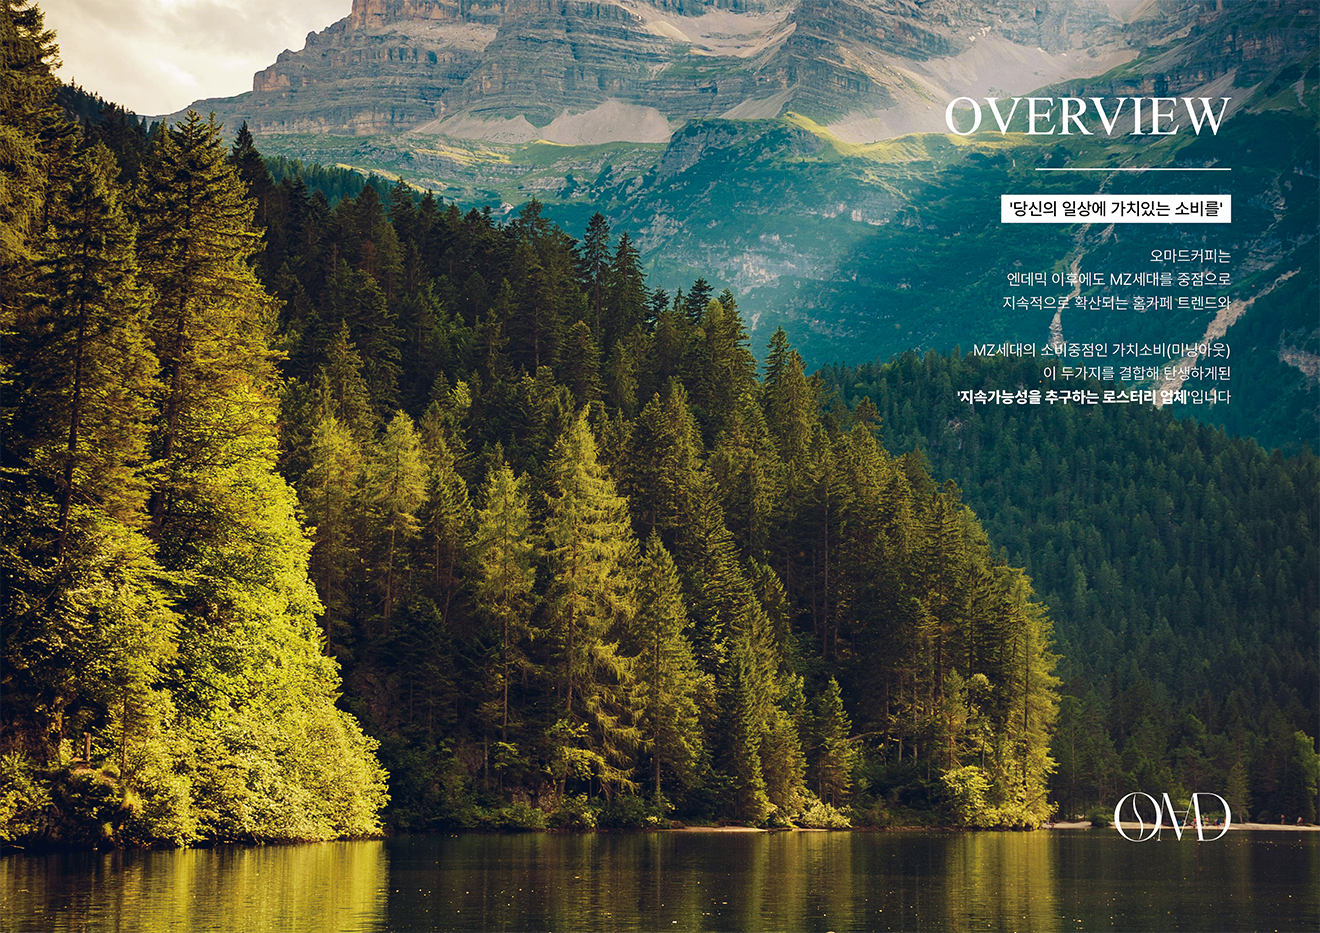 OVERVIEW
'당신의 일상에 가치있는 소비를'
오마드커피는
엔데믹 이후에도 MZ세대를 중점으로
지속적으로 확산되는 홈카페 트렌드와
MZ세대의 소비중점인 가치소비(미닝아웃)
이 두가지를 결합해 탄생하게된
'지속가능성을 추구하는 로스터리 업체'입니다
OMD